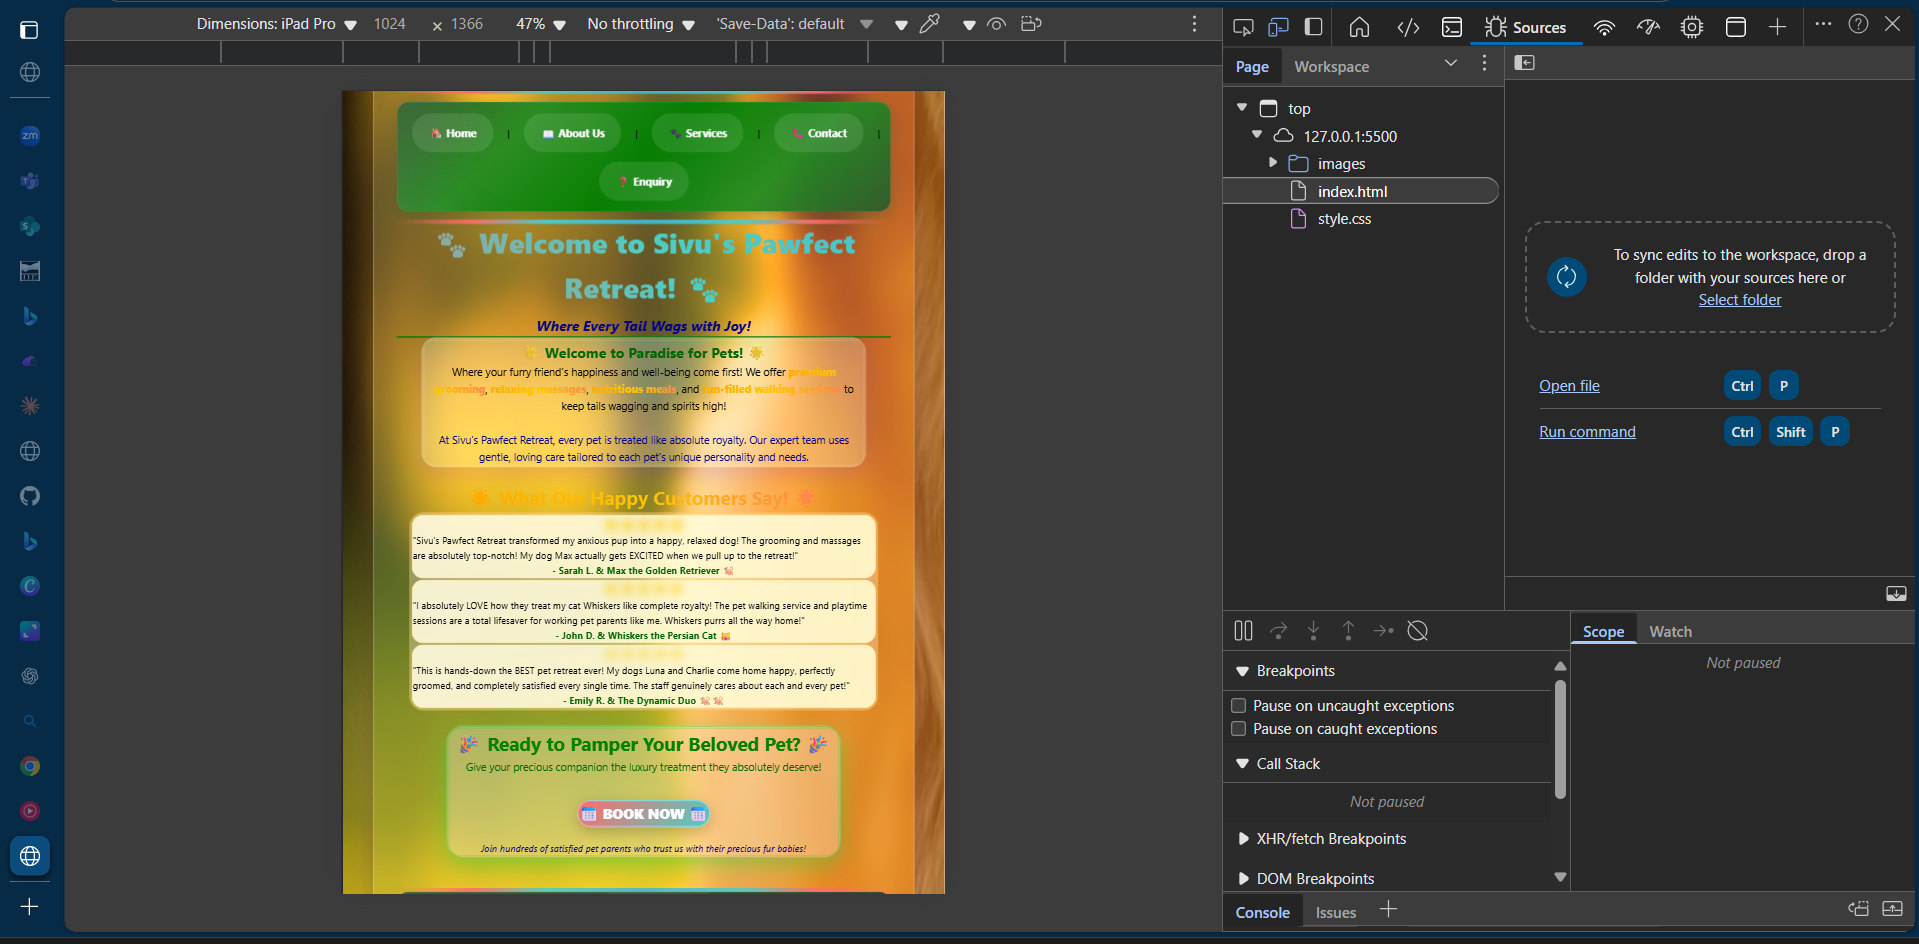 Dimensions: iPad Pro 1024 × 1366 47% No throttling 'Save-Data': default
Sources
Page Workspace
top
127.0.0.1:5500
images
index.html
style.css
To sync edits to the workspace, drop a
folder with your sources here or
Select folder
Open file Ctrl P
Run command Ctrl Shift P
Scope Watch
Not paused
Breakpoints
Pause on uncaught exceptions
Pause on caught exceptions
Call Stack
Not paused
XHR/fetch Breakpoints
DOM Breakpoints
Console Issues
zm
Home | About Us | Services | Contact |
Enquiry
Welcome to Sivu's Pawfect
Retreat!
Where Every Tail Wags with Joy!
Welcome to Paradise for Pets!
Where your furry friend's happiness and well-being come first! We offer premium
grooming, relaxing massages, nutritious meals, and fun-filled walking sessions to
keep tails wagging and spirits high!
At Sivu's Pawfect Retreat, every pet is treated like absolute royalty. Our expert team uses
gentle, loving care tailored to each pet's unique personality and needs.
What Our Happy Customers Say!
"Sivu's Pawfect Retreat transformed my anxious pup into a happy, relaxed dog! The grooming and massages
are absolutely top-notch! My dog Max actually gets EXCITED when we pull up to the retreat!"
- Sarah L. & Max the Golden Retriever
"I absolutely LOVE how they treat my cat Whiskers like complete royalty! The pet walking service and playtime
sessions are a total lifesaver for working pet parents like me. Whiskers purrs all the way home!"
- John D. & Whiskers the Persian Cat
"This is hands-down the BEST pet retreat ever! My dogs Luna and Charlie come home happy, perfectly
groomed, and completely satisfied every single time. The staff genuinely cares about each and every pet!"
- Emily R. & The Dynamic Duo
Ready to Pamper Your Beloved Pet?
Give your precious companion the luxury treatment they absolutely deserve!
BOOK NOW
Join hundreds of satisfied pet parents who trust us with their precious fur babies!